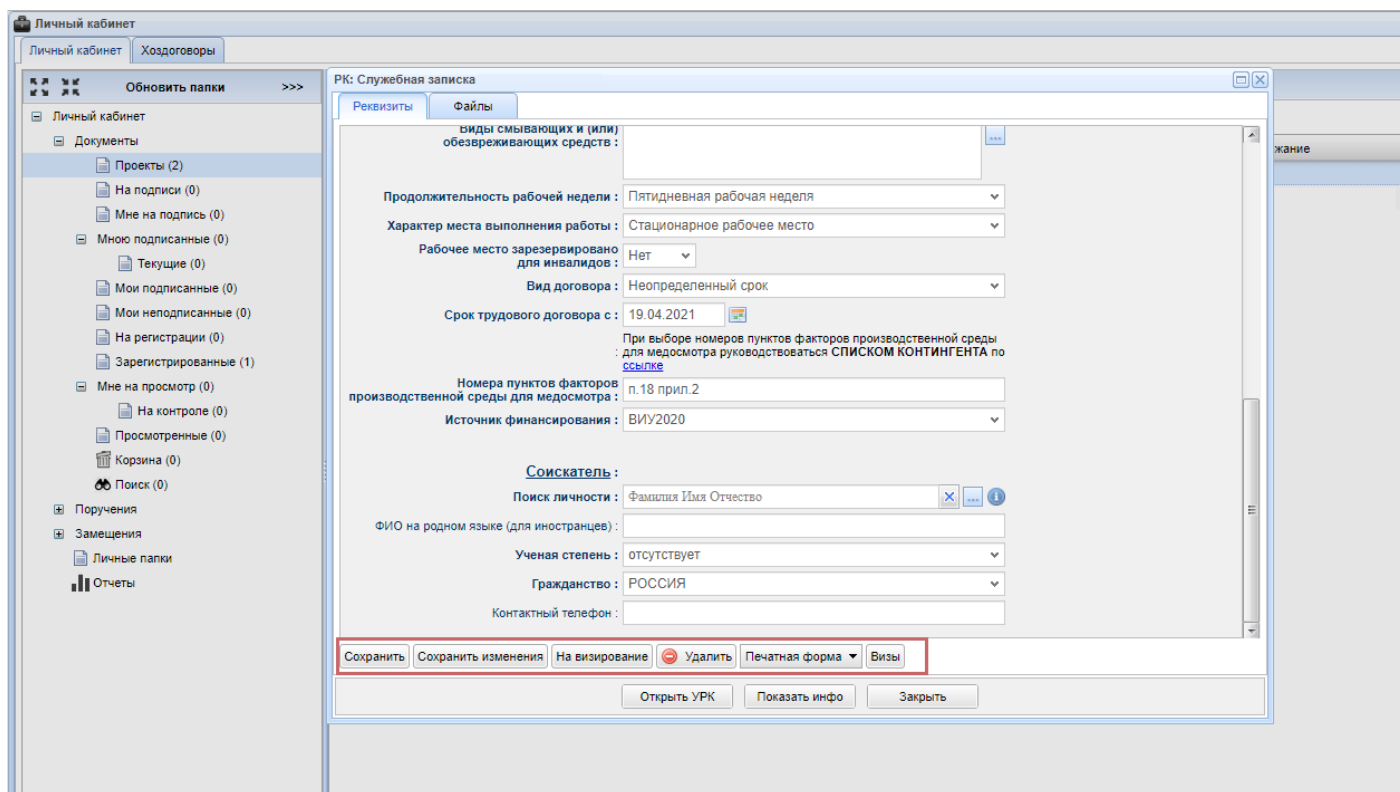 Личный кабинет
Личный кабинет Хоздоговоры
Обновить папки >>>
Личный кабинет
Документы
Проекты (2)
На подписи (0)
Мне на подпись (0)
Мною подписанные (0)
Текущие (0)
Мои подписанные (0)
Мои неподписанные (0)
На регистрации (0)
Зарегистрированные (1)
Мне на просмотр (0)
На контроле (0)
Просмотренные (0)
Корзина (0)
Поиск (0)
Поручения
Замещения
Личные папки
Отчеты
РК: Служебная записка
Реквизиты Файлы
жание
Виды смывающих и (или)
обезвреживающих средств : ...
Продолжительность рабочей недели : Пятидневная рабочая неделя
Характер места выполнения работы : Стационарное рабочее место
Рабочее место зарезервировано
для инвалидов : Нет
Вид договора : Неопределенный срок
Срок трудового договора с : 19.04.2021
При выборе номеров пунктов факторов производственной среды
: для медосмотра руководствоваться СПИСКОМ КОНТИНГЕНТА по
ссылке
Номера пунктов факторов
производственной среды для медосмотра : п.18 прил.2
Источник финансирования : ВИУ2020
Соискатель :
Поиск личности : Фамилия Имя Отчество ...
ФИО на родном языке (для иностранцев) :
Ученая степень : отсутствует
Гражданство : РОССИЯ
Контактный телефон :
Сохранить Сохранить изменения На визирование Удалить Печатная форма Визы
Открыть УРК Показать инфо Закрыть